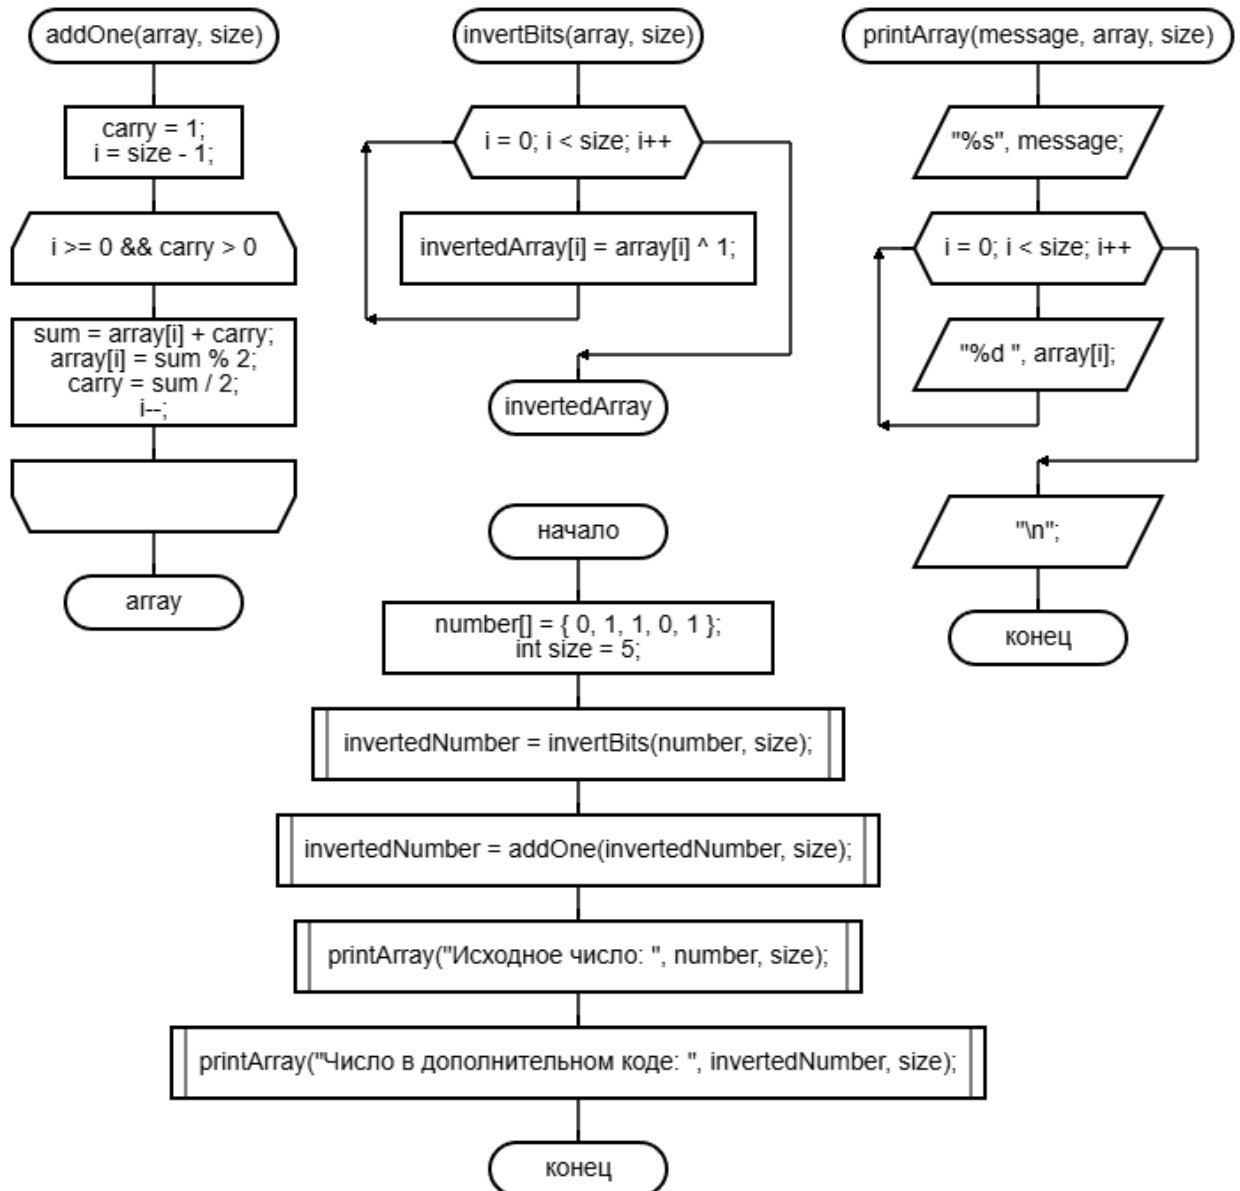 addOne(array, size)
carry = 1;
i = size - 1;
i >= 0 && carry > 0
sum = array[i] + carry;
array[i] = sum % 2;
carry = sum / 2;
i--;
array
invertBits(array, size)
i = 0; i < size; i++
invertedArray[i] = array[i] ^ 1;
invertedArray
printArray(message, array, size)
"%s", message;
i = 0; i < size; i++
"%d ", array[i];
"\n";
конец
начало
number[] = { 0, 1, 1, 0, 1 };
int size = 5;
invertedNumber = invertBits(number, size);
invertedNumber = addOne(invertedNumber, size);
printArray("Исходное число: ", number, size);
printArray("Число в дополнительном коде: ", invertedNumber, size);
конец